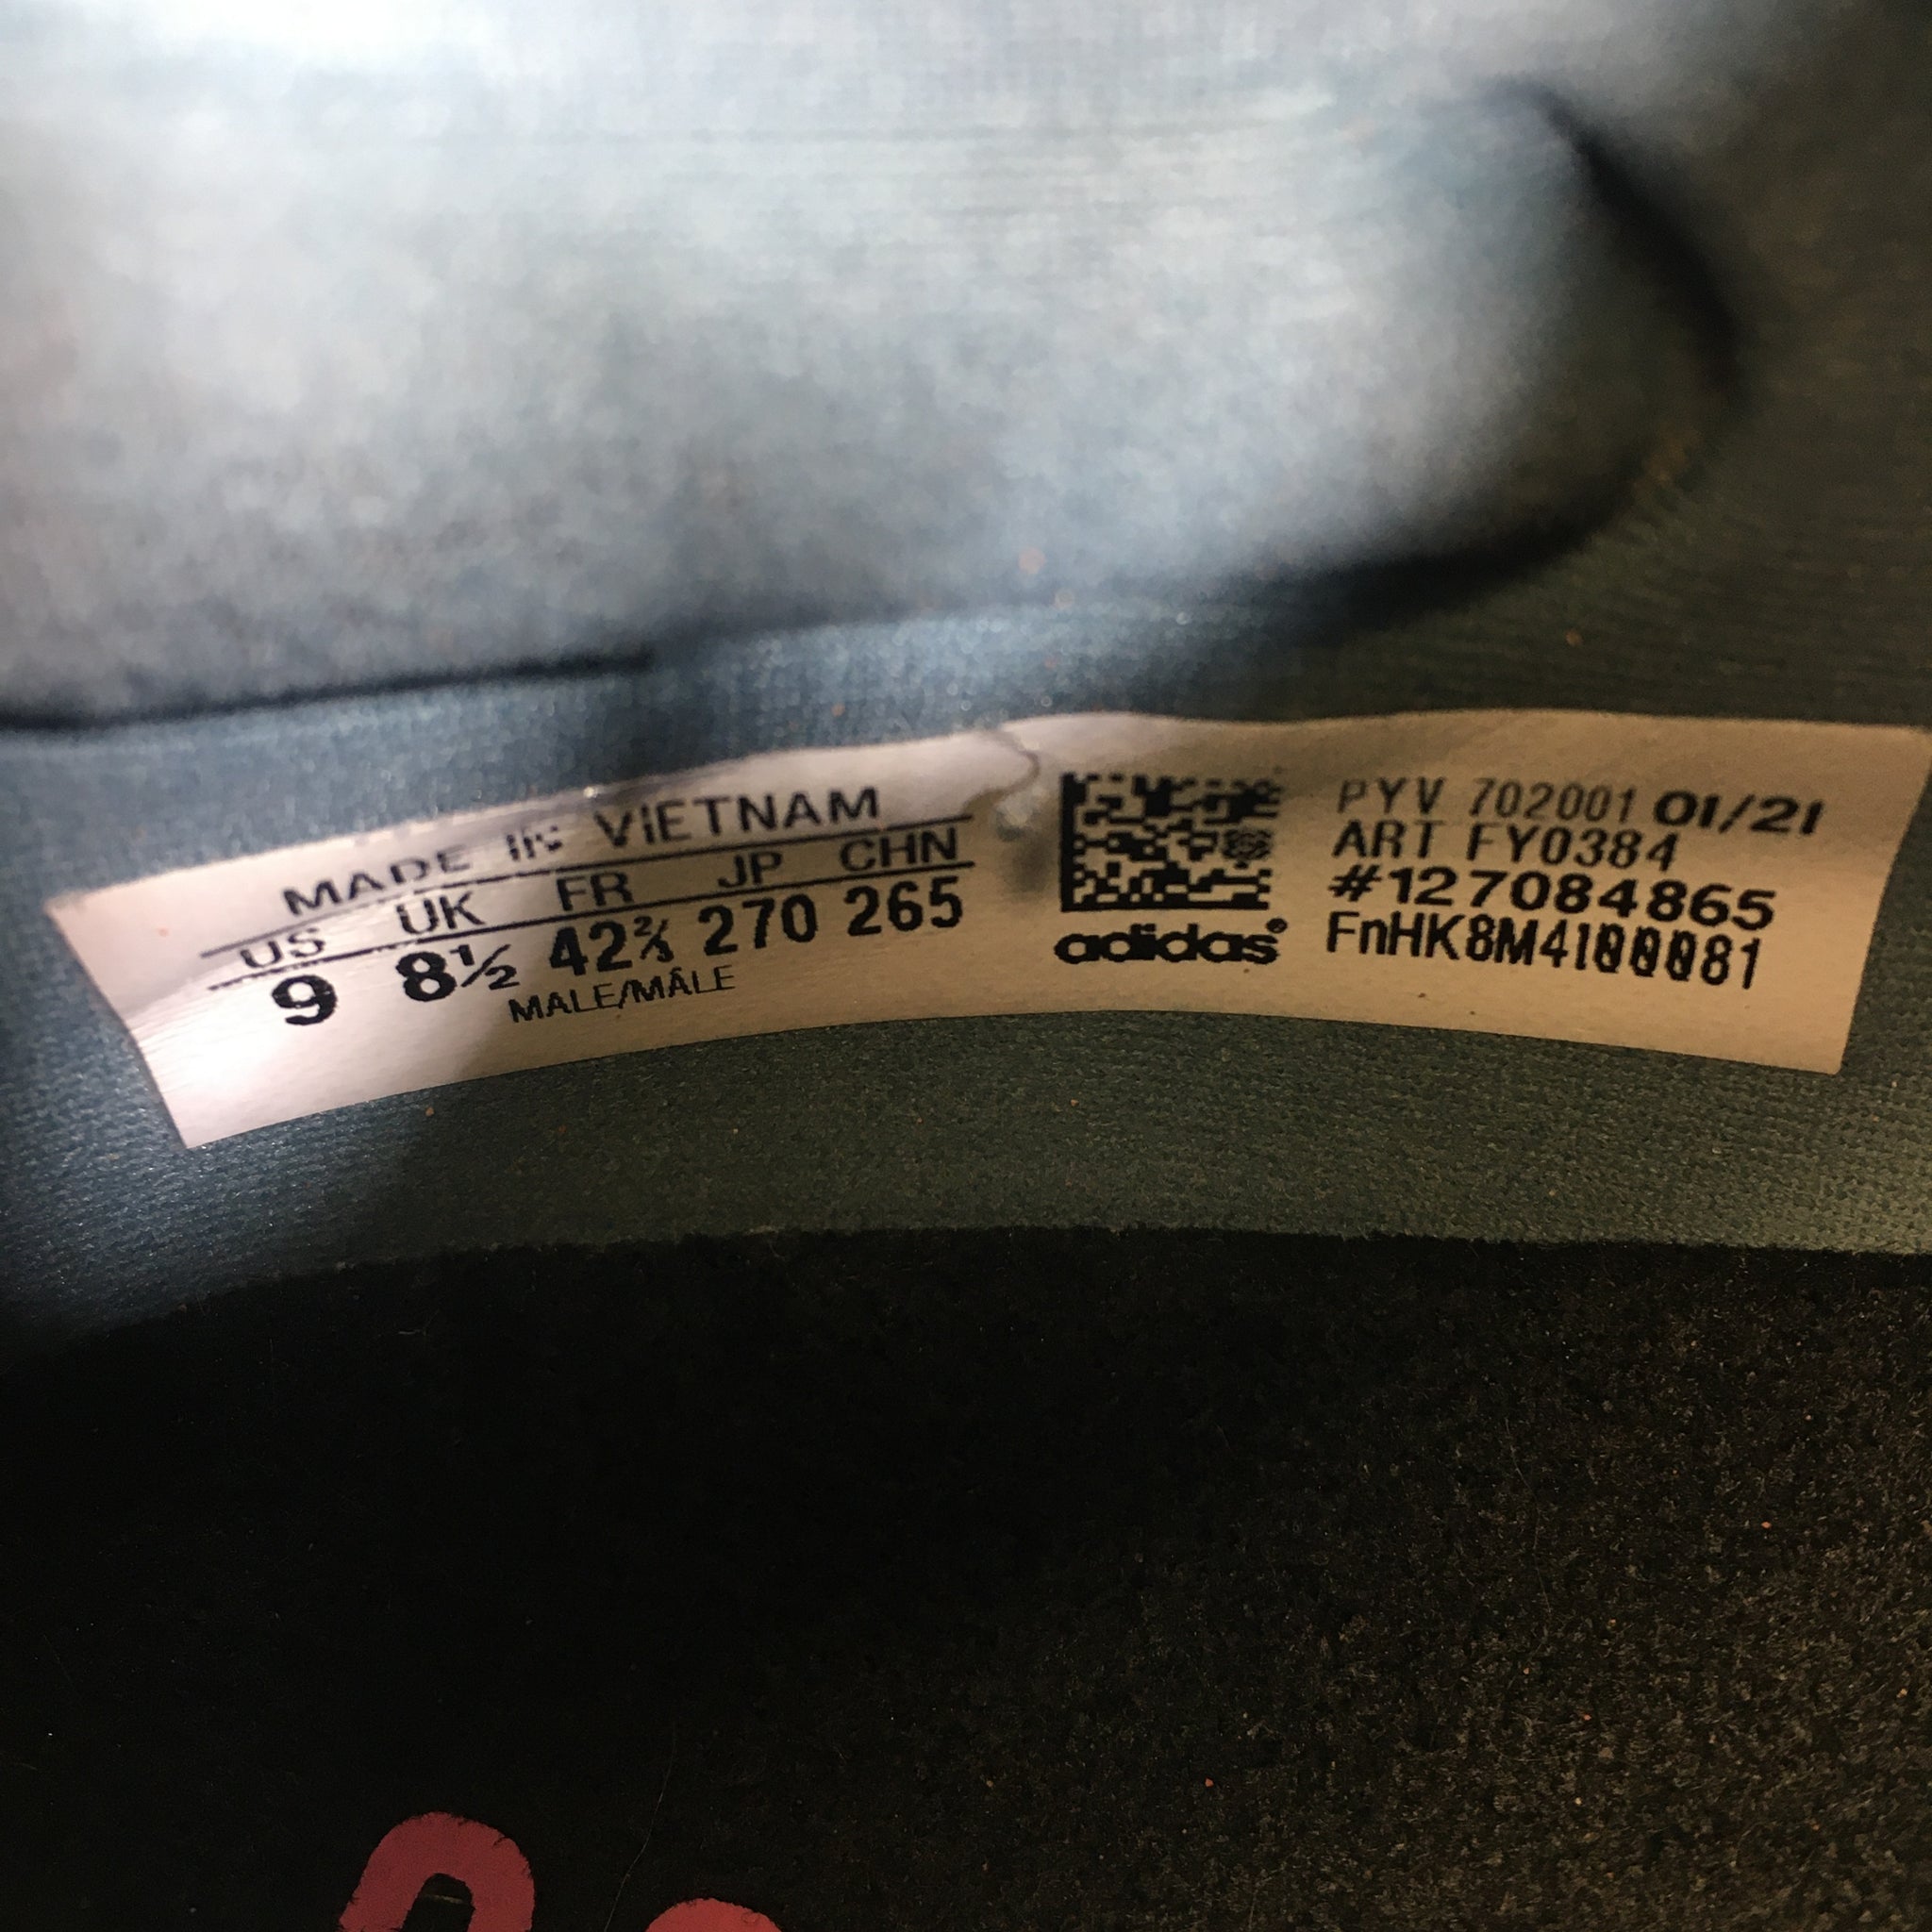 MADE IN VIETNAM
US UK FR JP CHN
9 8½ 42⅔ 270 265
MALE/MÂLE
adidas®
PYV 702001 01/21
ART FY0384
#127084865
FnHK8M4I00081